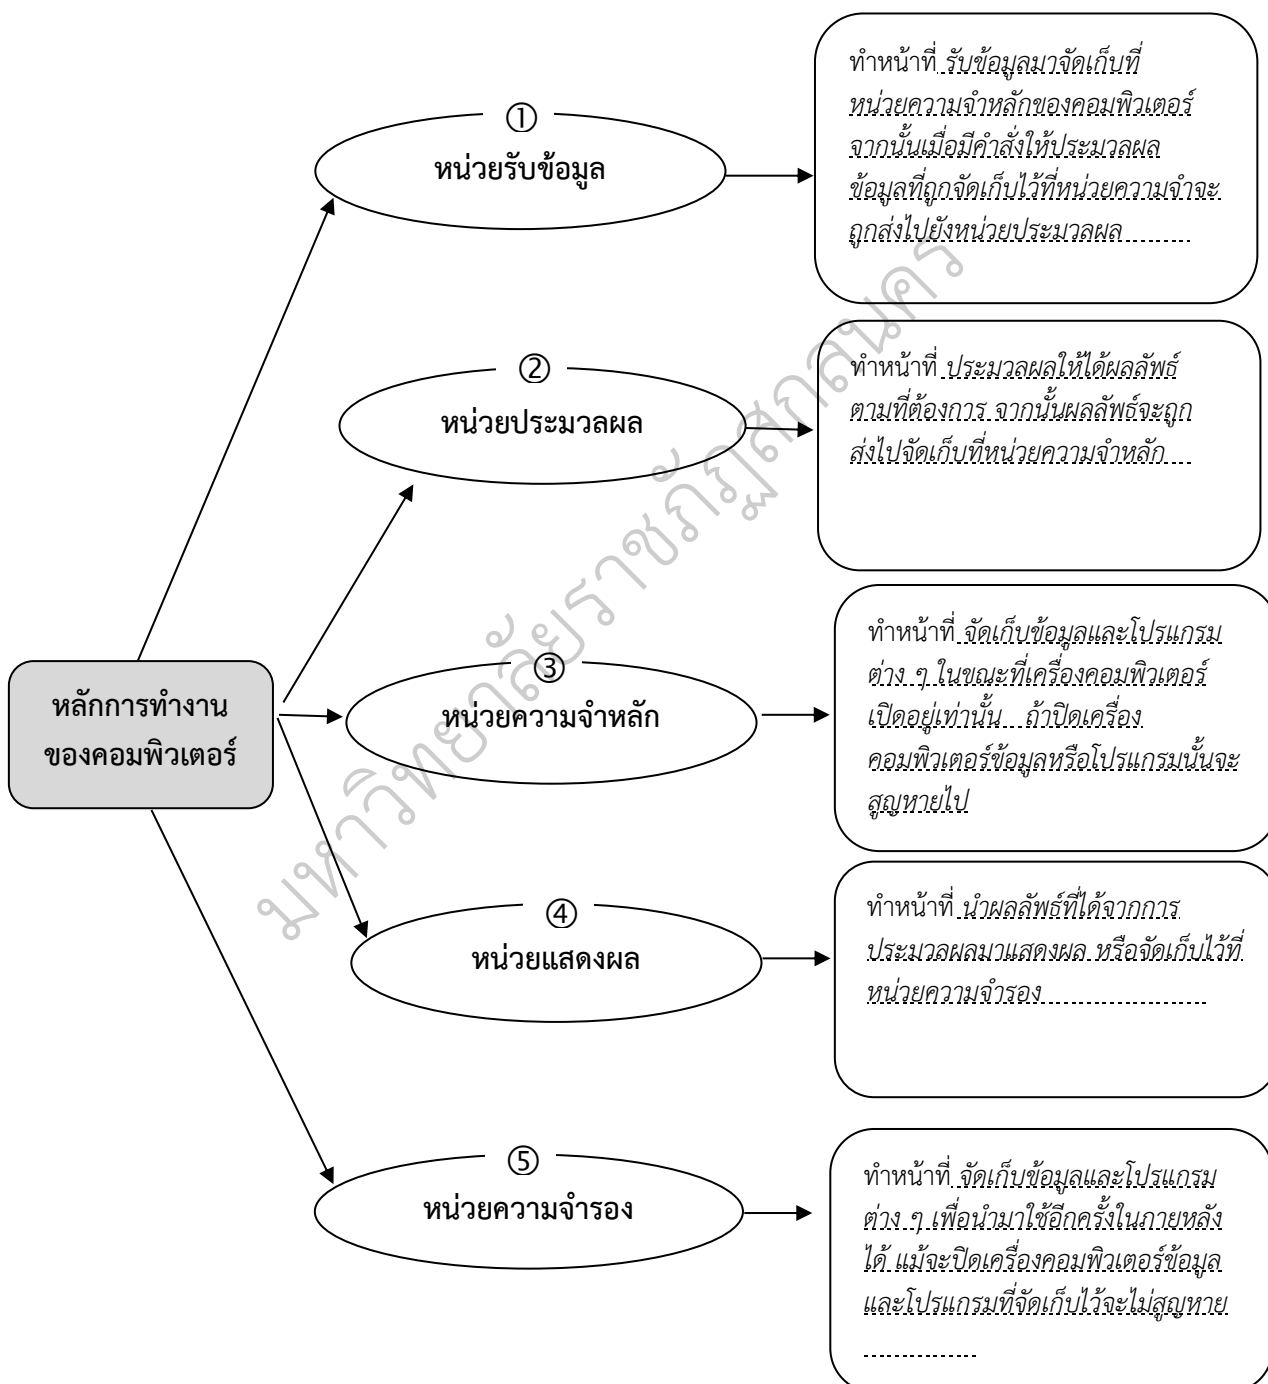 ①
หน่วยรับข้อมูล
ทำหน้าที่ รับข้อมูลมาจัดเก็บที่
หน่วยความจำหลักของคอมพิวเตอร์
จากนั้นเมื่อมีคำสั่งให้ประมวลผล
ข้อมูลที่ถูกจัดเก็บไว้ที่หน่วยความจำจะ
ถูกส่งไปยังหน่วยประมวลผล
②
หน่วยประมวลผล
ทำหน้าที่ ประมวลผลให้ได้ผลลัพธ์
ตามที่ต้องการ จากนั้นผลลัพธ์จะถูก
ส่งไปจัดเก็บที่หน่วยความจำหลัก
หลักการทำงาน
ของคอมพิวเตอร์
③
หน่วยความจำหลัก
ทำหน้าที่ จัดเก็บข้อมูลและโปรแกรม
ต่าง ๆ ในขณะที่เครื่องคอมพิวเตอร์
เปิดอยู่เท่านั้น ถ้าปิดเครื่อง
คอมพิวเตอร์ข้อมูลหรือโปรแกรมนั้นจะ
สูญหายไป
④
หน่วยแสดงผล
ทำหน้าที่ นำผลลัพธ์ที่ได้จากการ
ประมวลผลมาแสดงผล หรือจัดเก็บไว้ที่
หน่วยความจำรอง
⑤
หน่วยความจำรอง
ทำหน้าที่ จัดเก็บข้อมูลและโปรแกรม
ต่าง ๆ เพื่อนำมาใช้อีกครั้งในภายหลัง
ได้ แม้จะปิดเครื่องคอมพิวเตอร์ข้อมูล
และโปรแกรมที่จัดเก็บไว้จะไม่สูญหาย
มหาวิทยาลัยราชภัฏสกลนคร